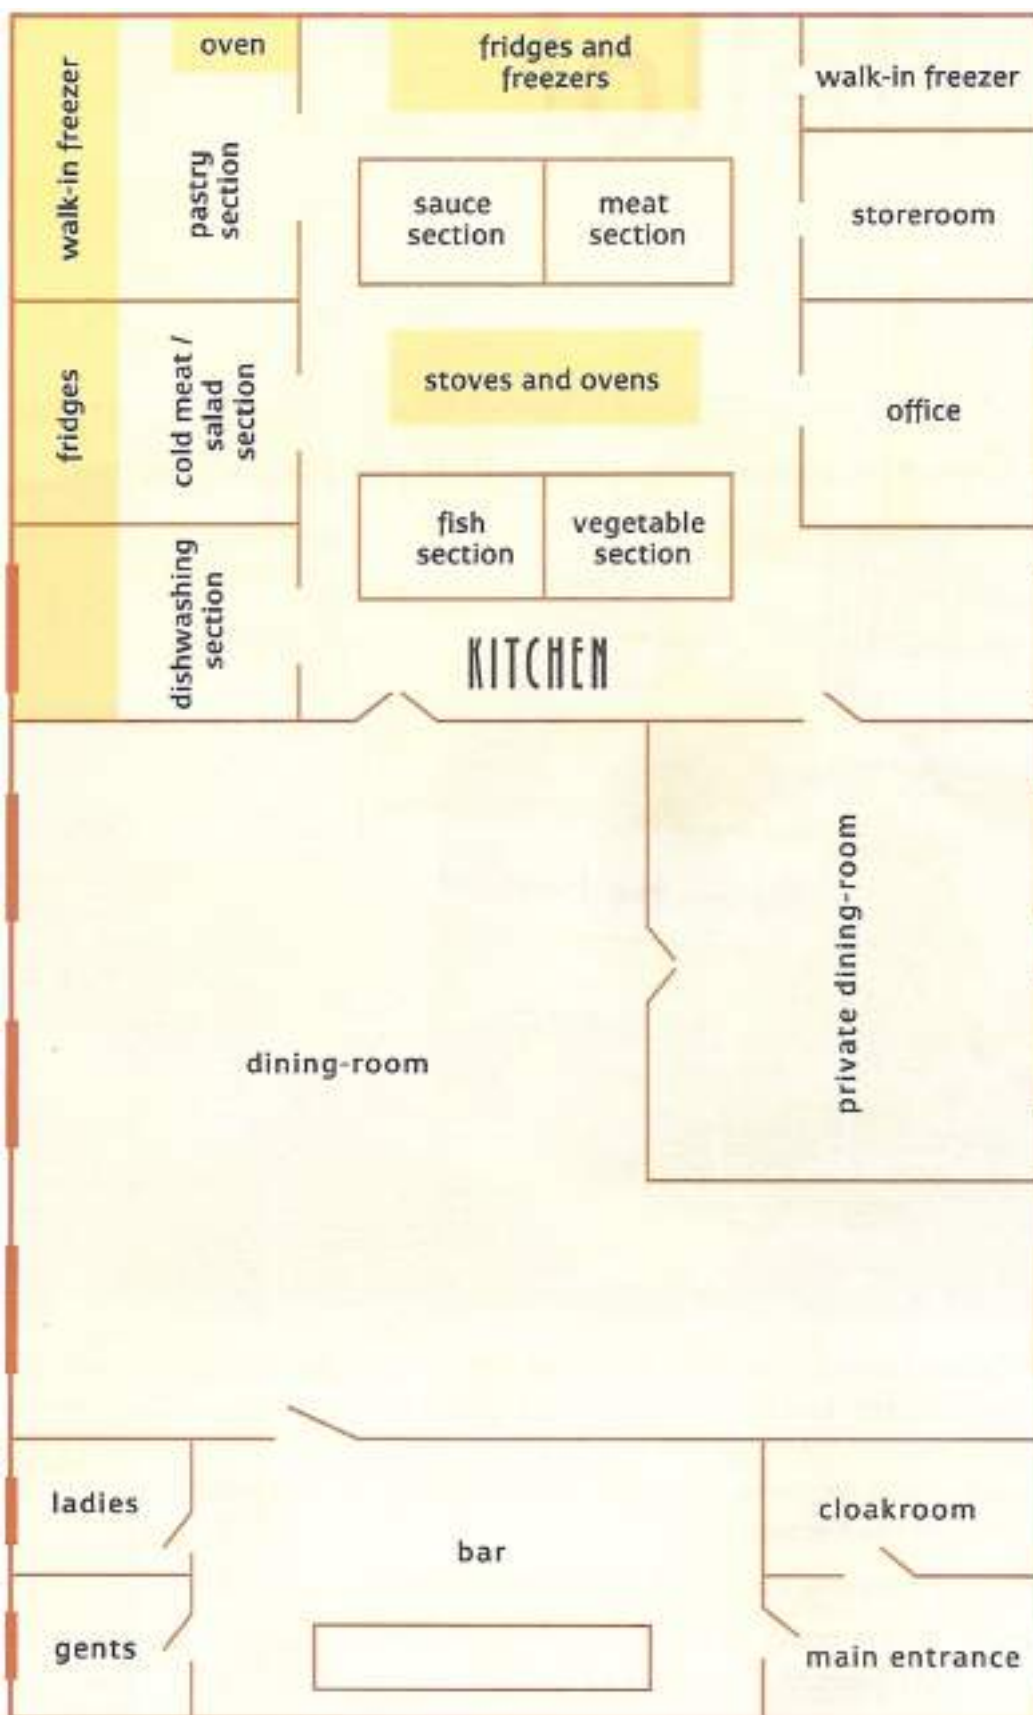 oven
fridges and
freezers
walk-in freezer
walk-in freezer
pastry
section
sauce
section
meat
section
storeroom
fridges
cold meat /
salad
section
stoves and ovens
office
dishwashing
section
fish
section
vegetable
section
KITCHEN
dining-room
private dining-room
ladies
bar
cloakroom
gents
main entrance